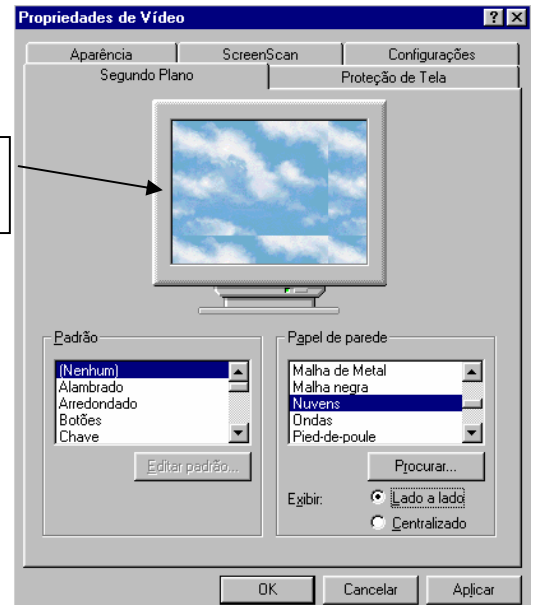 Propriedades de Vídeo
Aparência
ScreenScan
Configurações
Segundo Plano
Proteção de Tela
Padrão
(Nenhum)
Alambrado
Arredondado
Botões
Chave
Editar padrão...
Papel de parede
Malha de Metal
Malha negra
Nuvens
Ondas
Pied-de-poule
Procurar...
Exibir:
Lado a lado
Centralizado
OK
Cancelar
Aplicar